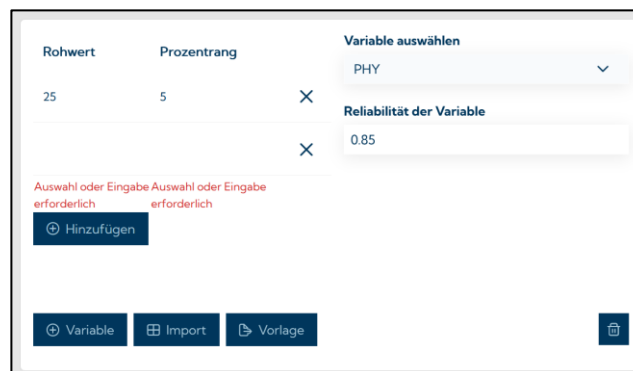 Rohwert Prozentrang
25 5
Auswahl oder Eingabe erforderlich
Auswahl oder Eingabe erforderlich
Hinzufügen
Variable auswählen
PHY
Reliabilität der Variable
0.85
Variable Import Vorlage